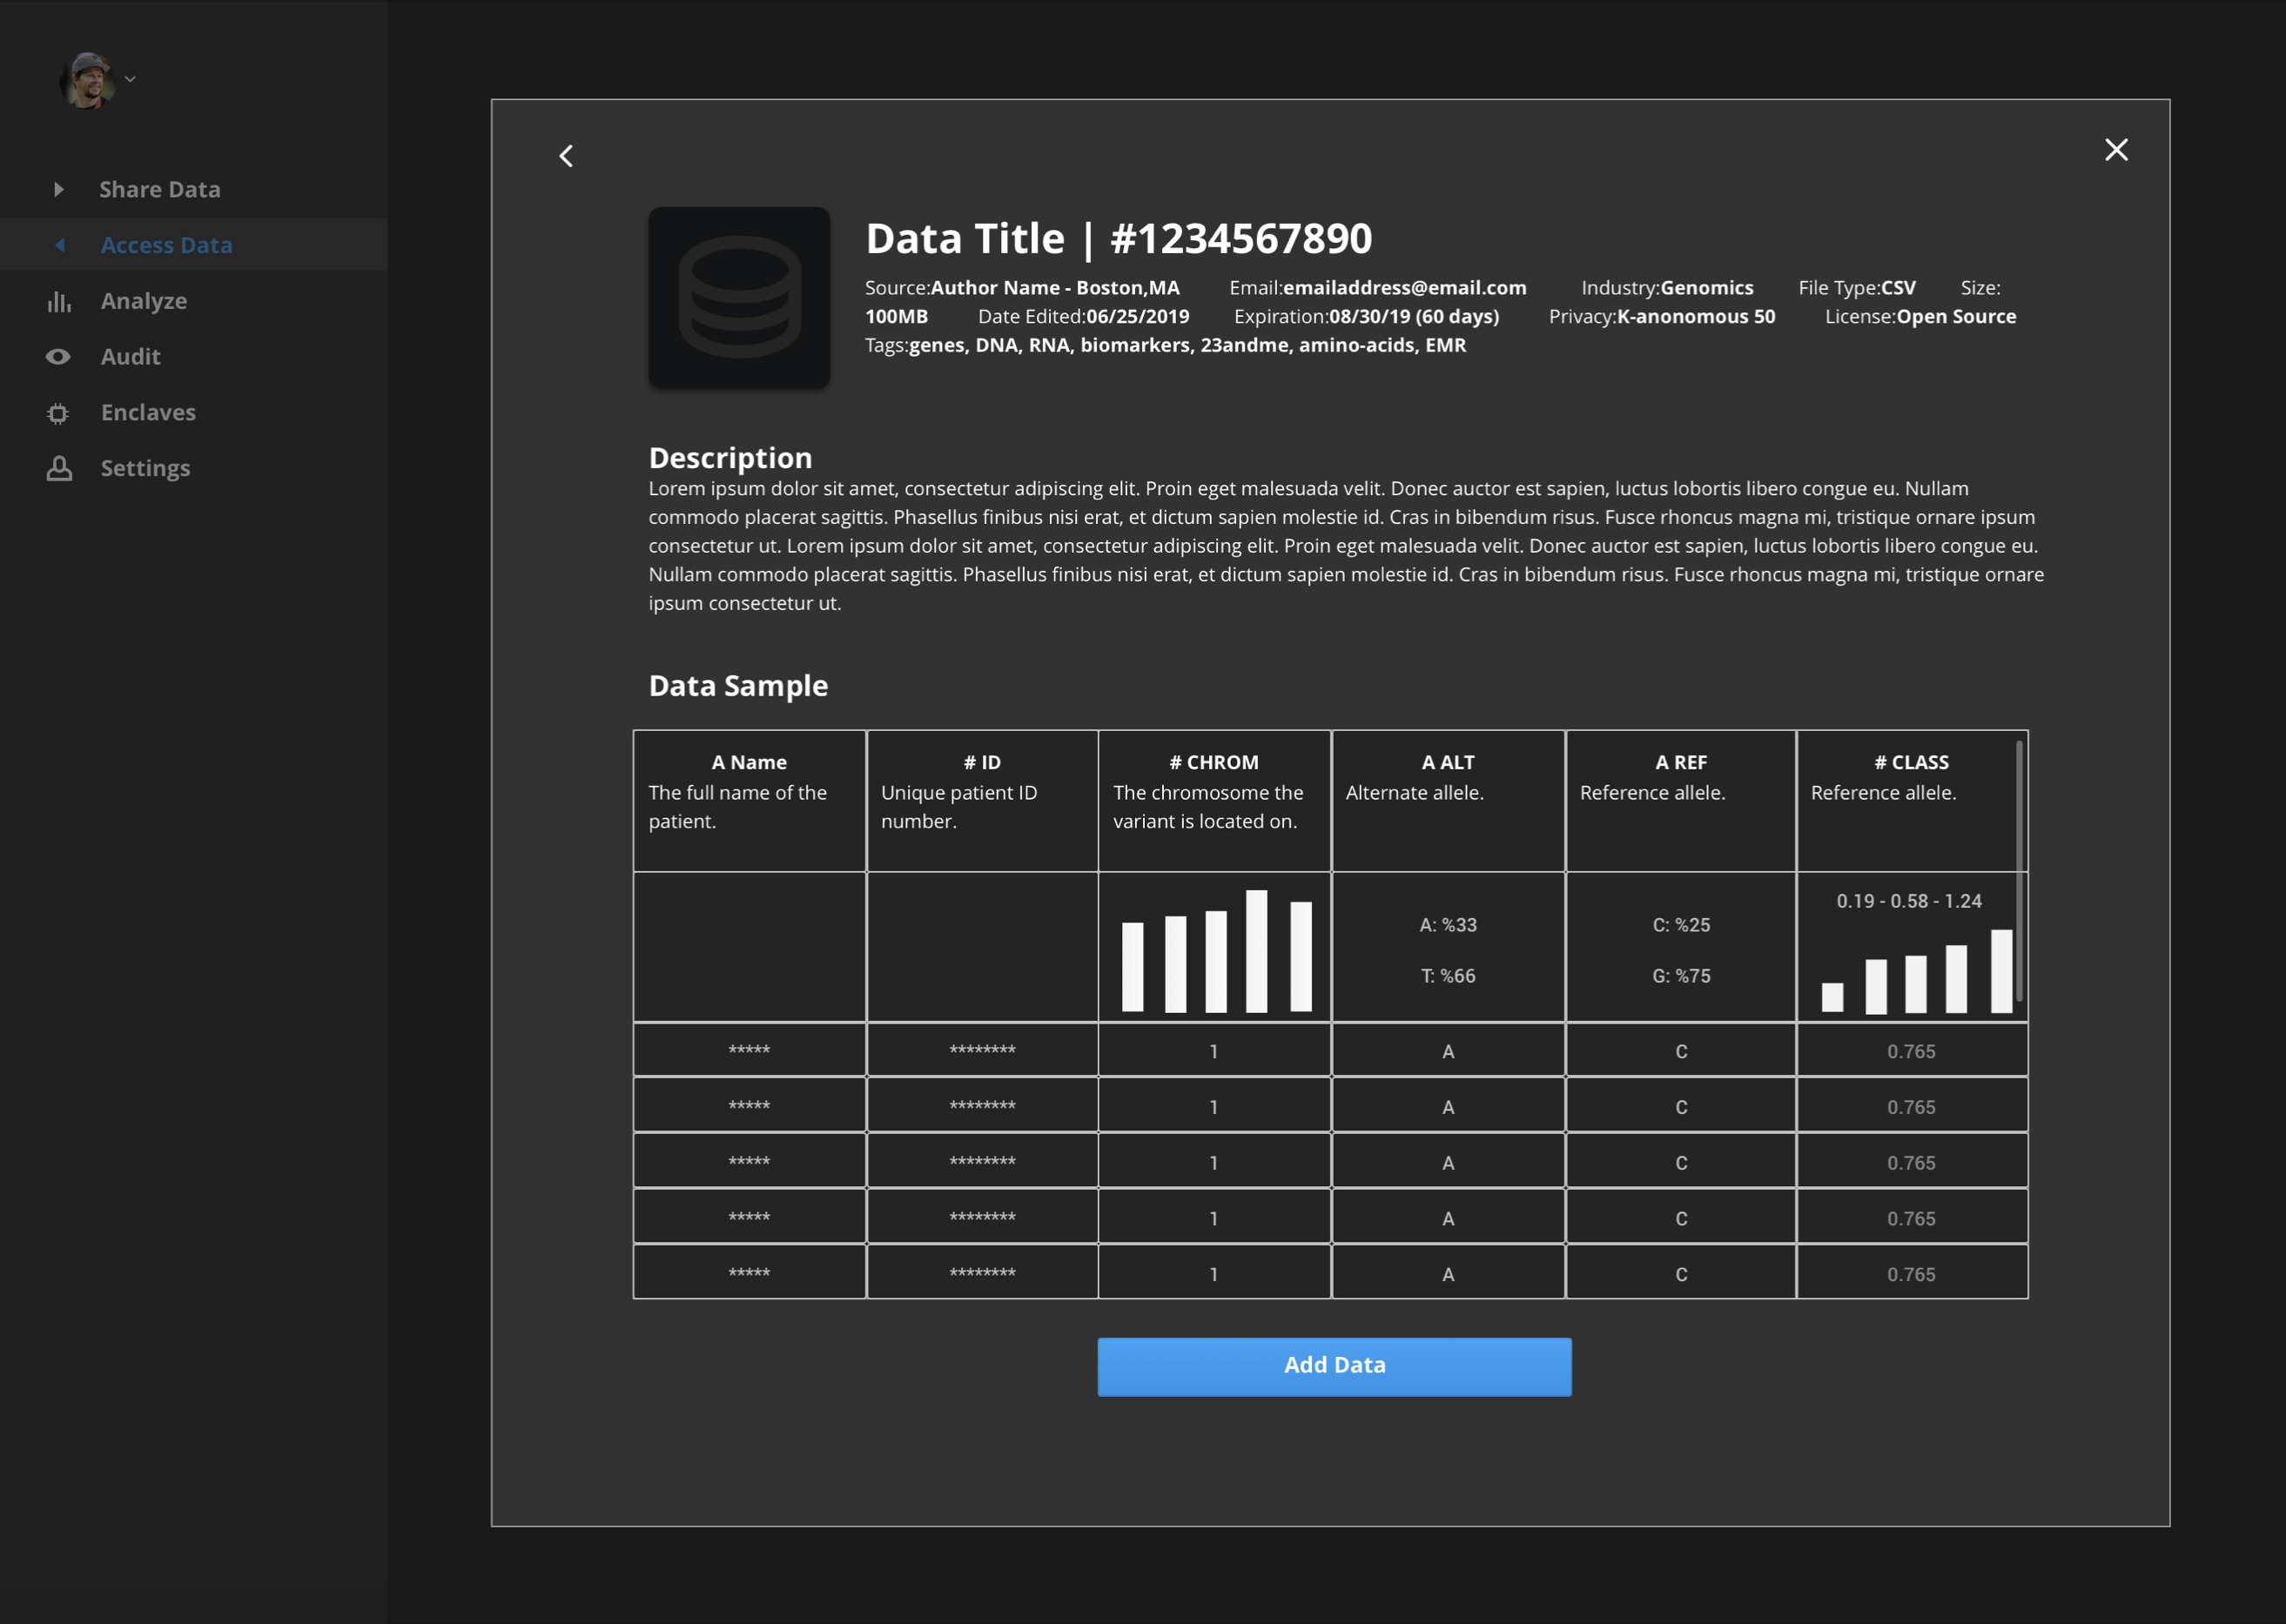 Share Data
Access Data
Analyze
Audit
Enclaves
Settings
Data Title | #1234567890
Source:Author Name - Boston,MA Email:emailaddress@email.com Industry:Genomics File Type:CSV Size:
100MB Date Edited:06/25/2019 Expiration:08/30/19 (60 days) Privacy:K-anonomous 50 License:Open Source
Tags:genes, DNA, RNA, biomarkers, 23andme, amino-acids, EMR
Description
Lorem ipsum dolor sit amet, consectetur adipiscing elit. Proin eget malesuada velit. Donec auctor est sapien, luctus lobortis libero congue eu. Nullam
commodo placerat sagittis. Phasellus finibus nisi erat, et dictum sapien molestie id. Cras in bibendum risus. Fusce rhoncus magna mi, tristique ornare ipsum
consectetur ut. Lorem ipsum dolor sit amet, consectetur adipiscing elit. Proin eget malesuada velit. Donec auctor est sapien, luctus lobortis libero congue eu.
Nullam commodo placerat sagittis. Phasellus finibus nisi erat, et dictum sapien molestie id. Cras in bibendum risus. Fusce rhoncus magna mi, tristique ornare
ipsum consectetur ut.
Data Sample
A Name # ID # CHROM A ALT A REF # CLASS
The full name of the Unique patient ID The chromosome the Alternate allele. Reference allele. Reference allele.
patient. number. variant is located on.
0.19 - 0.58 - 1.24
A: %33 C: %25
T: %66 G: %75
***** ******** 1 A C 0.765
***** ******** 1 A C 0.765
***** ******** 1 A C 0.765
***** ******** 1 A C 0.765
***** ******** 1 A C 0.765
Add Data